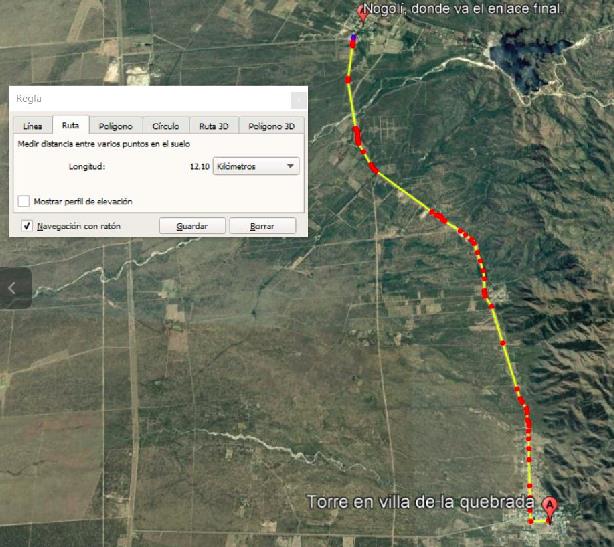 Nogolí, donde va el enlace final.
Regla
Línea Ruta Polígono Círculo Ruta 3D Polígono 3D
Medir distancia entre varios puntos en el suelo
Longitud: 12.10 Kilómetros
Mostrar perfil de elevación
Navegación con ratón Guardar Borrar
Torre en villa de la quebrada
A